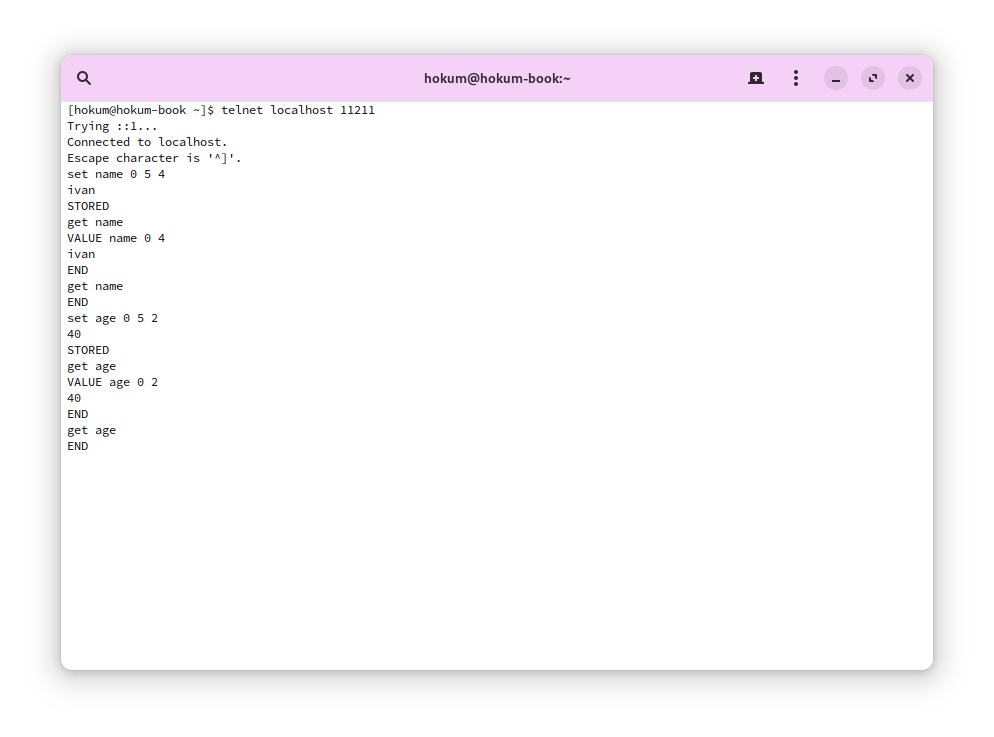 hokum@hokum-book:~
[hokum@hokum-book ~]$ telnet localhost 11211
Trying ::1...
Connected to localhost.
Escape character is '^]'.
set name 0 5 4
ivan
STORED
get name
VALUE name 0 4
ivan
END
get name
END
set age 0 5 2
40
STORED
get age
VALUE age 0 2
40
END
get age
END